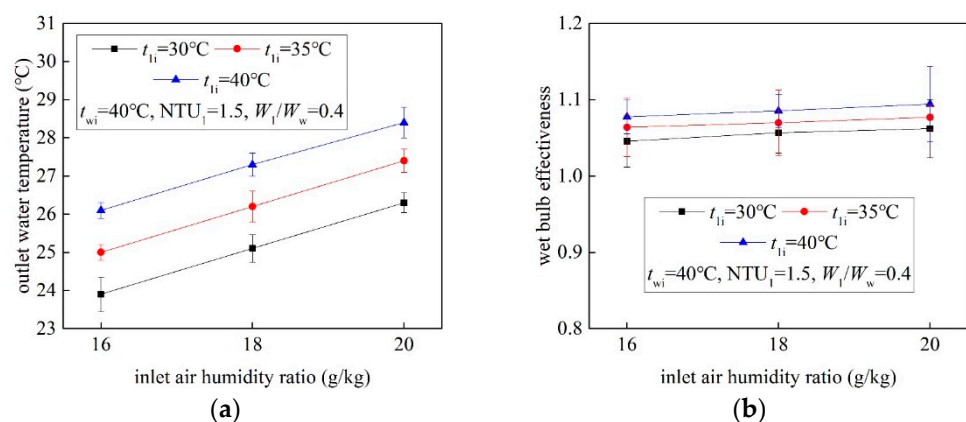 31
30
29
28
27
26
25
24
23
outlet water temperature (℃)
t1i=30℃ t1i=35℃
t1i=40℃
twi=40℃, NTU1=1.5, W1/Ww=0.4
16 18 20
inlet air humidity ratio (g/kg)
(a)
1.2
1.1
1.0
0.9
0.8
wet bulb effectiveness
t1i=30℃ t1i=35℃
t1i=40℃
twi=40℃, NTU1=1.5, W1/Ww=0.4
16 18 20
inlet air humidity ratio (g/kg)
(b)